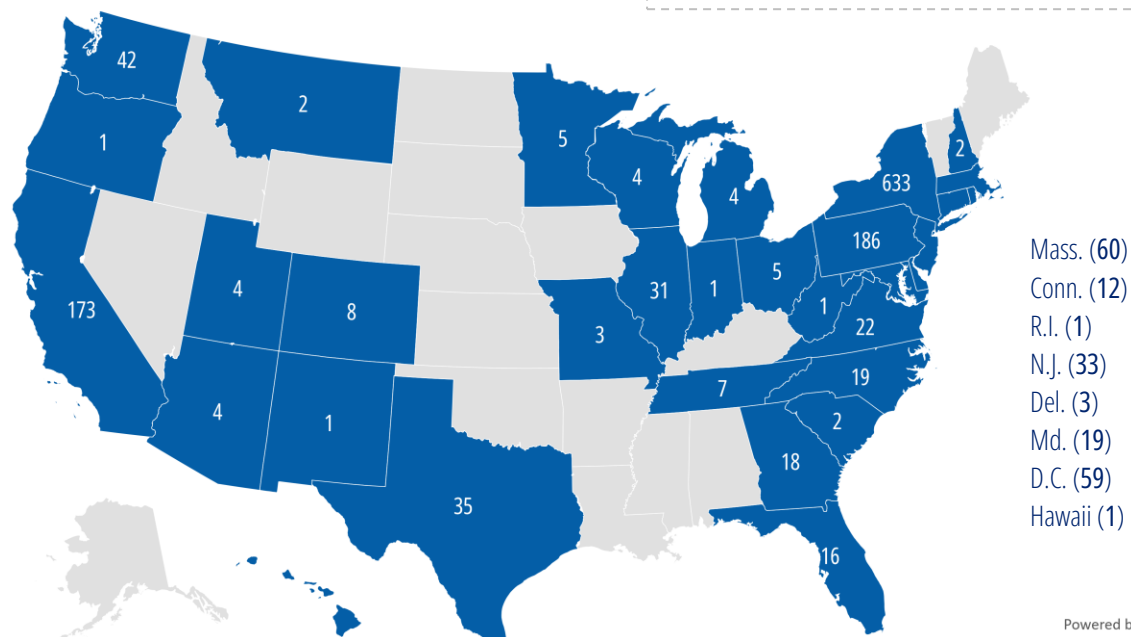 42
2
1
5
4
4
2
633
186
5
31
1
1
22
4
8
173
3
7
19
2
4
1
18
35
16
Mass. (60)
Conn. (12)
R.I. (1)
N.J. (33)
Del. (3)
Md. (19)
D.C. (59)
Hawaii (1)
Powered b